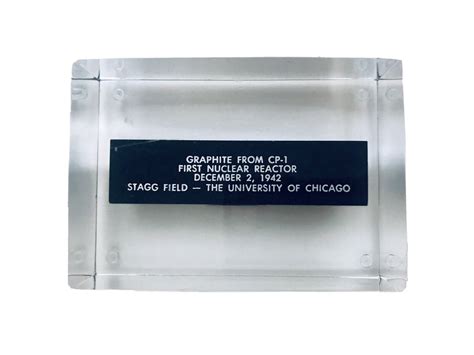 GRAPHITE FROM CP-1
FIRST NUCLEAR REACTOR
DECEMBER 2, 1942
STAGG FIELD — THE UNIVERSITY OF CHICAGO